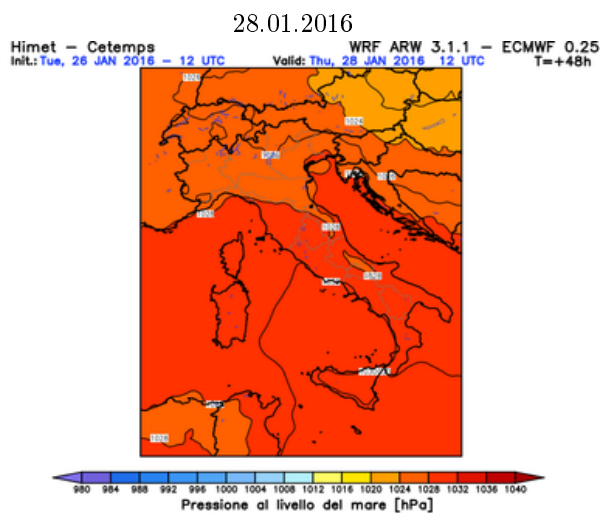 28.01.2016
Himet – Cetemps WRF ARW 3.1.1 – ECMWF 0.25
Init.: Tue, 26 JAN 2016 – 12 UTC Valid: Thu, 28 JAN 2016 12 UTC T=+48h
1024
1028
1028
1028
1028
980 984 988 992 996 1000 1004 1008 1012 1016 1020 1024 1028 1032 1036 1040
Pressione al livello del mare [hPa]